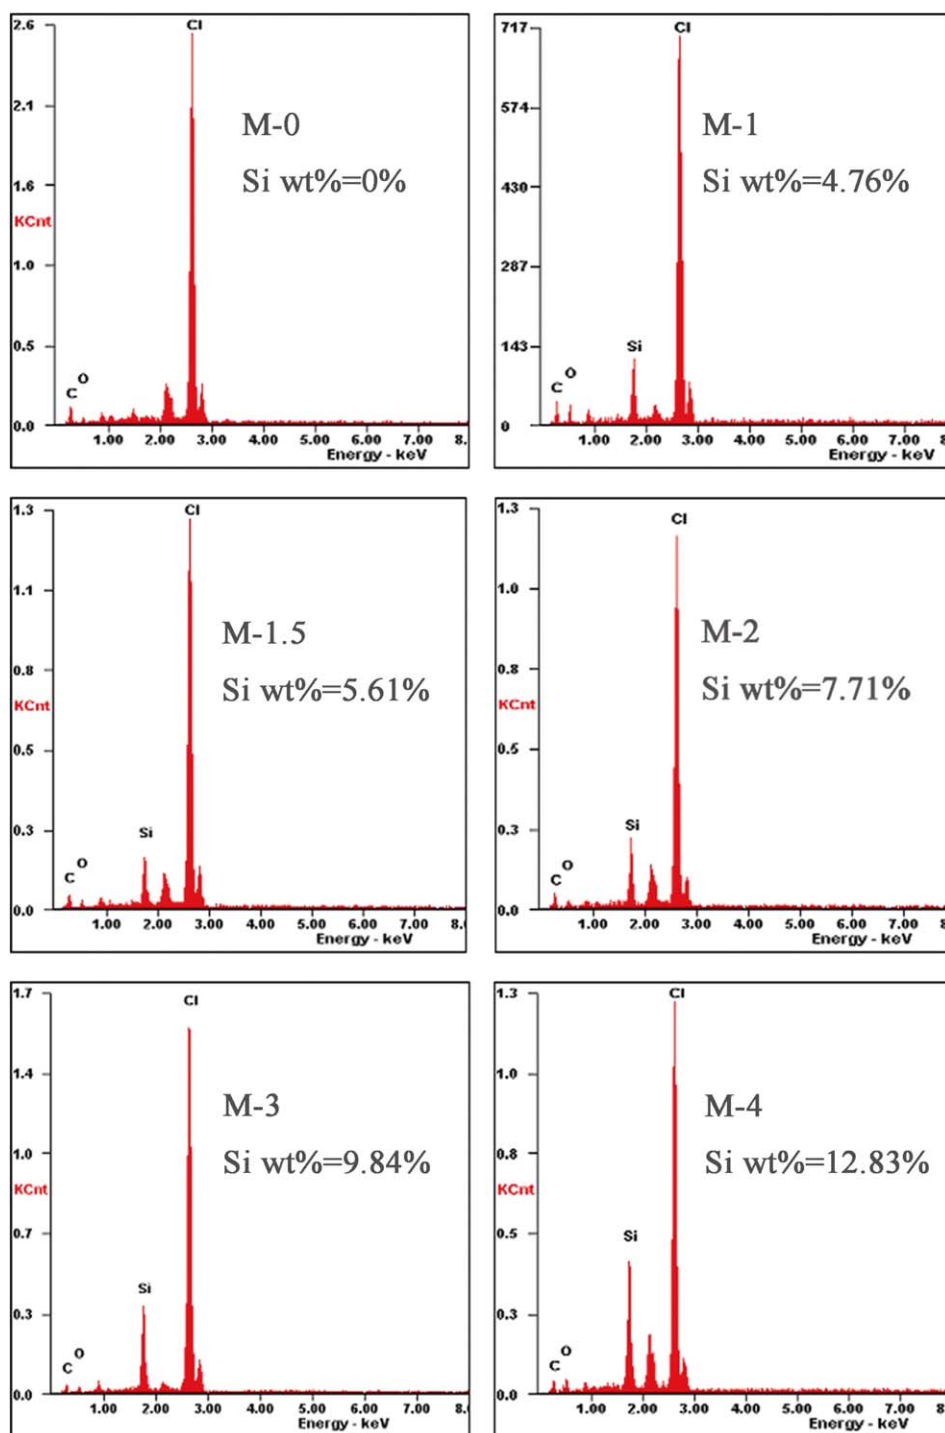 2.6
Cl
2.1
M-0
1.6
Si wt%=0%
KCnt
1.0
0.5
O
C
0.0
1.00 2.00 3.00 4.00 5.00 6.00 7.00 8.
Energy - keV
717
Cl
574
M-1
430
Si wt%=4.76%
287
143
Si
O
C
0
1.00 2.00 3.00 4.00 5.00 6.00 7.00 8
Energy - keV
1.3
Cl
1.1
M-1.5
0.8
Si wt%=5.61%
KCnt
0.5
0.3
Si
O
C
0.0
1.00 2.00 3.00 4.00 5.00 6.00 7.00 8.
Energy - keV
1.3
Cl
1.0
M-2
0.8
Si wt%=7.71%
KCnt
0.5
0.3
Si
O
C
0.0
1.00 2.00 3.00 4.00 5.00 6.00 7.00 8
Energy - keV
1.7
Cl
1.4
M-3
1.0
Si wt%=9.84%
KCnt
0.7
0.3
Si
O
C
0.0
1.00 2.00 3.00 4.00 5.00 6.00 7.00 8.
Energy - keV
1.3
Cl
1.0
M-4
0.8
Si wt%=12.83%
KCnt
0.5
Si
0.3
O
C
0.0
1.00 2.00 3.00 4.00 5.00 6.00 7.00 8
Energy - keV